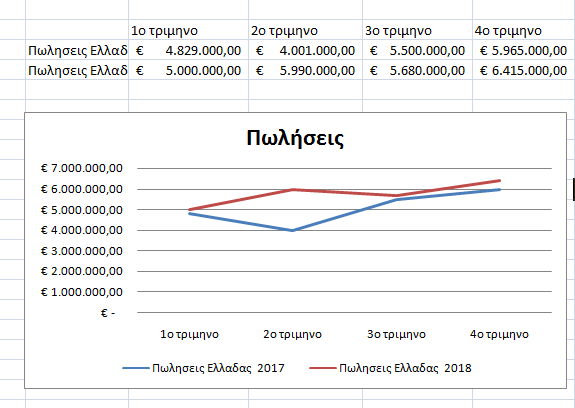 1ο τριμηνο 2ο τριμηνο 3ο τριμηνο 4ο τριμηνο
Πωλησεις Ελλαδ € 4.829.000,00 € 4.001.000,00 € 5.500.000,00 € 5.965.000,00
Πωλησεις Ελλαδ € 5.000.000,00 € 5.990.000,00 € 5.680.000,00 € 6.415.000,00
Πωλήσεις
€ 7.000.000,00
€ 6.000.000,00
€ 5.000.000,00
€ 4.000.000,00
€ 3.000.000,00
€ 2.000.000,00
€ 1.000.000,00
€ -
1ο τριμηνο 2ο τριμηνο 3ο τριμηνο 4ο τριμηνο
Πωλησεις Ελλαδας 2017 Πωλησεις Ελλαδας 2018